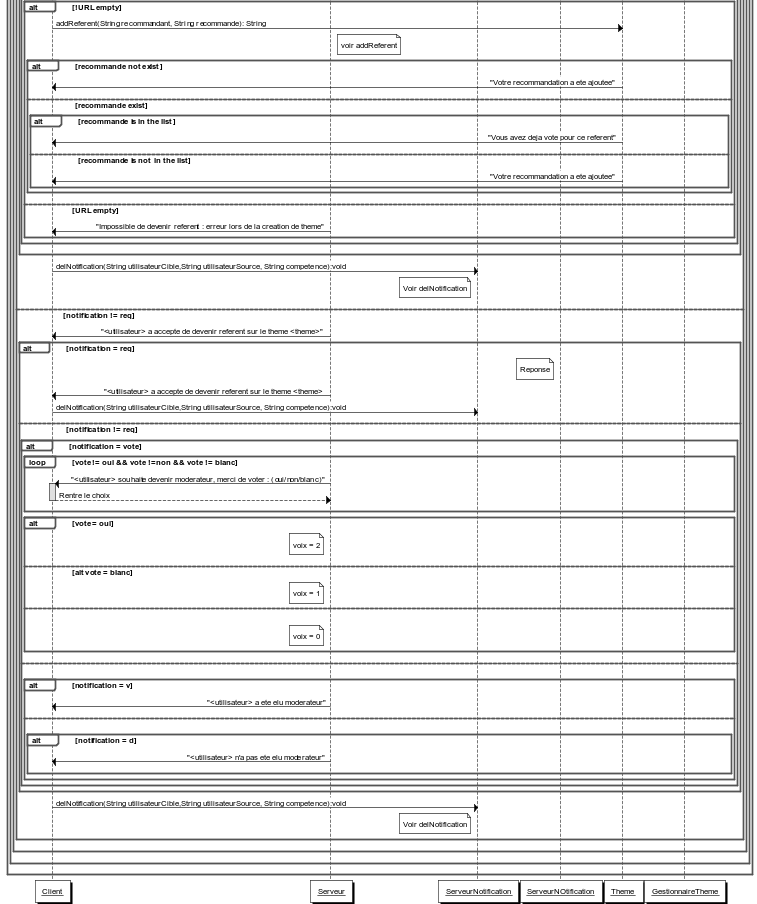 alt [!URL empty]
addReferent(String recommandant, String recommande): String
voir addReferent
alt [recommande not exist]
"Votre recommandation a ete ajoutee"
[recommande exist]
alt [recommande is in the list]
"Vous avez deja vote pour ce referent"
[recommande is not in the list]
"Votre recommandation a ete ajoutee"
[URL empty]
"Impossible de devenir referent : erreur lors de la creation de theme"
delNotification(String utilisateurCible,String utilisateurSource, String competence):void
Voir delNotification
[notification != req]
"<utilisateur> a accepte de devenir referent sur le theme <theme>"
alt [notification = req]
Reponse
"<utilisateur> a accepte de devenir referent sur le theme <theme>
delNotification(String utilisateurCible,String utilisateurSource, String competence):void
[notification != req]
alt [notification = vote]
loop [vote != oui && vote !=non && vote != blanc]
"<utilisateur> souhaite devenir moderateur, merci de voter : (oui/non/blanc)"
Rentre le choix
alt [vote = oui]
voix = 2
[alt vote = blanc]
voix = 1
voix = 0
alt [notification = v]
"<utilisateur> a ete elu moderateur"
alt [notification = d]
"<utilisateur> n'a pas ete elu moderateur"
delNotification(String utilisateurCible,String utilisateurSource, String competence):void
Voir delNotification
Client Serveur ServeurNotification ServeurNOtification Theme GestionnaireTheme